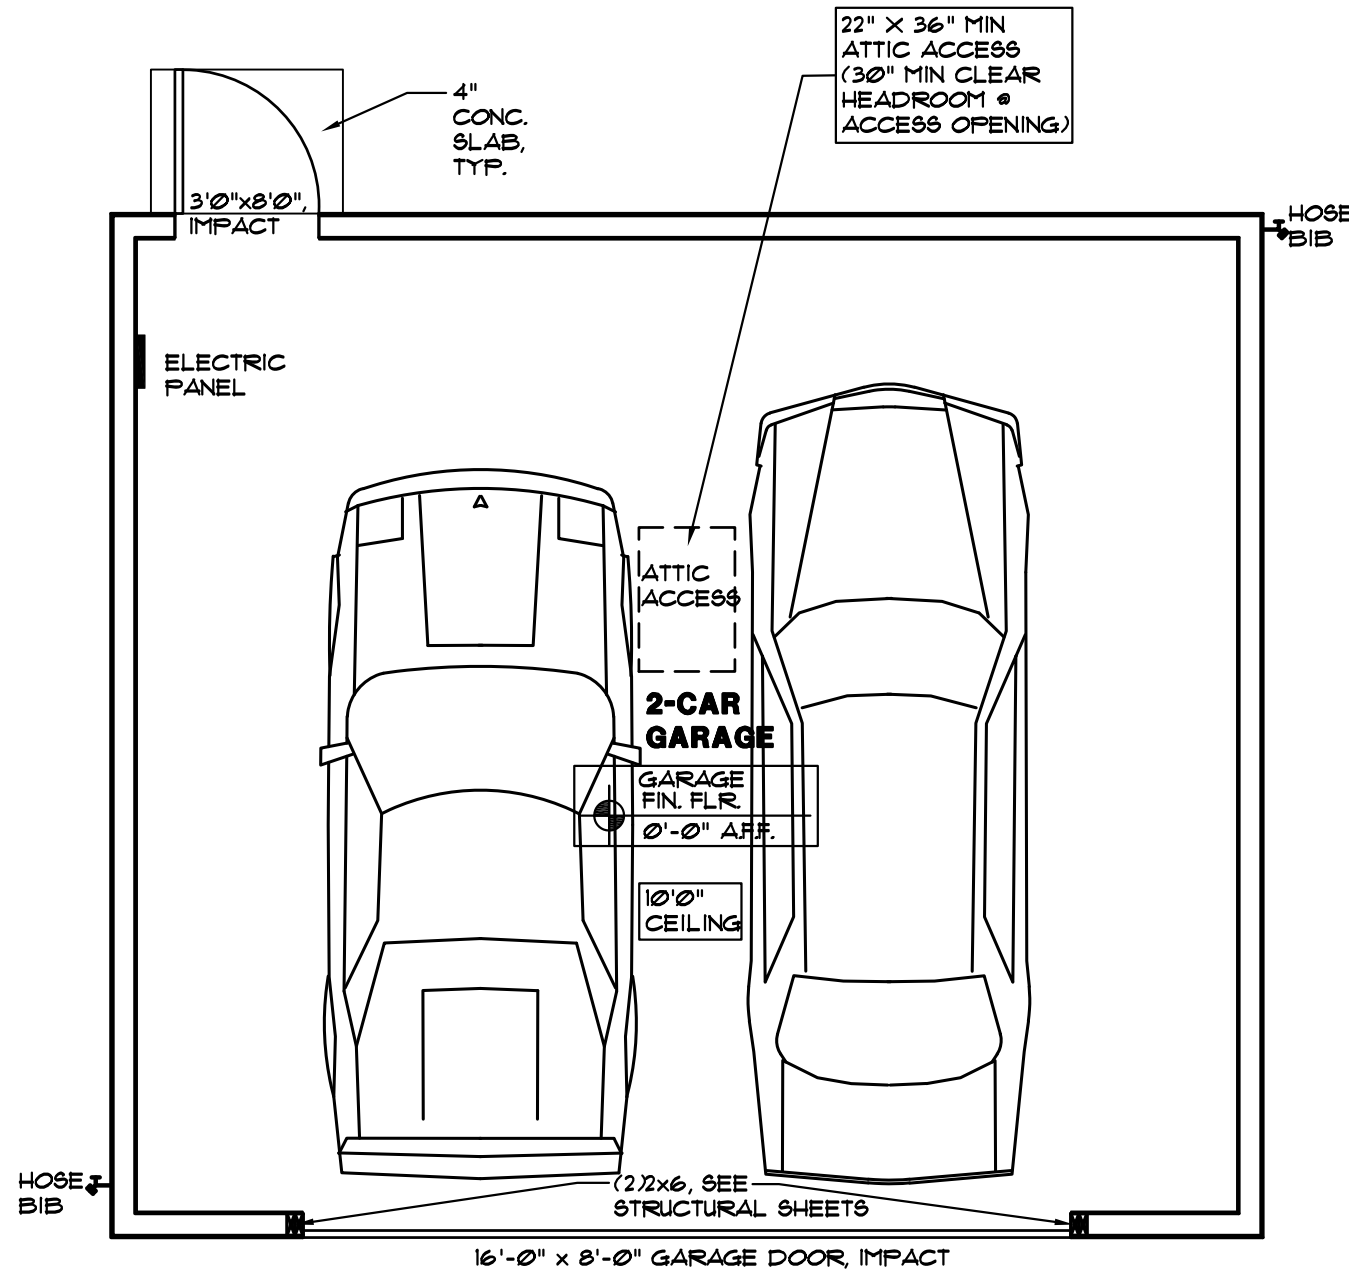 22" X 36" MIN
ATTIC ACCESS
(30" MIN CLEAR
HEADROOM @
ACCESS OPENING)
4"
CONC.
SLAB,
TYP.
3'0"x8'0",
IMPACT
HOSE
BIB
ELECTRIC
PANEL
ATTIC
ACCESS
2-CAR
GARAGE
GARAGE
FIN. FLR.
0'-0" A.F.F.
10'0"
CEILING
HOSE
BIB
(2)2x6, SEE
STRUCTURAL SHEETS
16'-0" x 8'-0" GARAGE DOOR, IMPACT